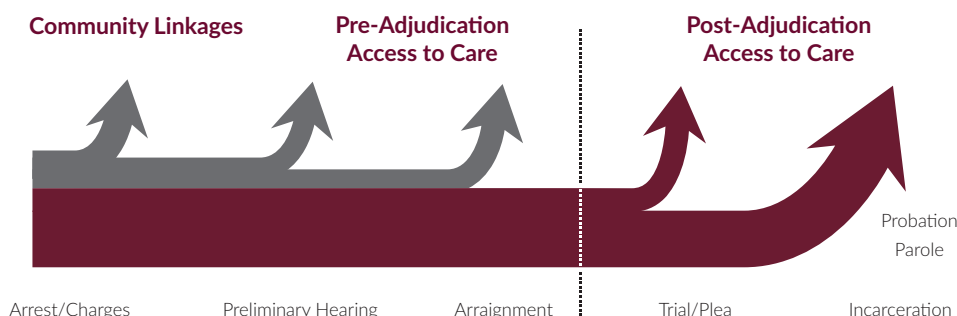 Community Linkages
Pre-Adjudication
Access to Care
Post-Adjudication
Access to Care
Probation
Parole
Arrest/Charges
Preliminary Hearing
Arraignment
Trial/Plea
Incarceration